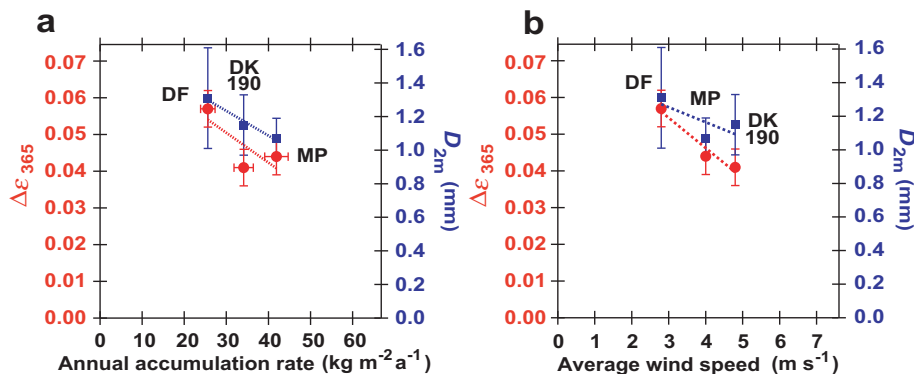 a
0.07
0.06
0.05
0.04
0.03
0.02
0.01
0.00
Δε 365
DF
DK
190
MP
1.6
1.4
1.2
1.0
0.8
0.6
0.4
0.2
0.0
D2m (mm)
0 10 20 30 40 50 60
Annual accumulation rate (kg m-2a-1)
b
0.07
0.06
0.05
0.04
0.03
0.02
0.01
0.00
Δε 365
DF
MP
DK
190
1.6
1.4
1.2
1.0
0.8
0.6
0.4
0.2
0.0
D2m (mm)
0 1 2 3 4 5 6 7
Average wind speed (m s-1)